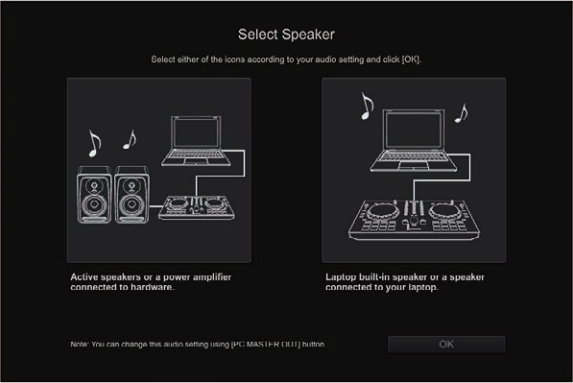 Select Speaker
Select either of the icons according to your audio setting and click [OK].
Active speakers or a power amplifier
connected to hardware.
Laptop built-in speaker or a speaker
connected to your laptop.
Note: You can change this audio setting using [PC MASTER OUT] button
OK